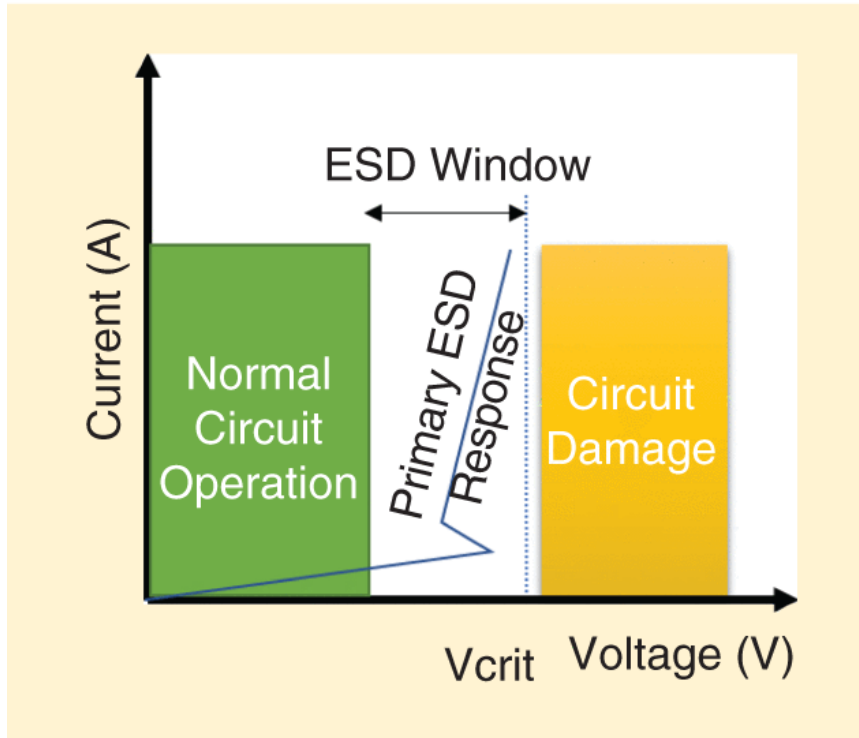 ESD Window
Current (A)
Normal
Circuit
Operation
Primary ESD
Response
Circuit
Damage
Vcrit
Voltage (V)